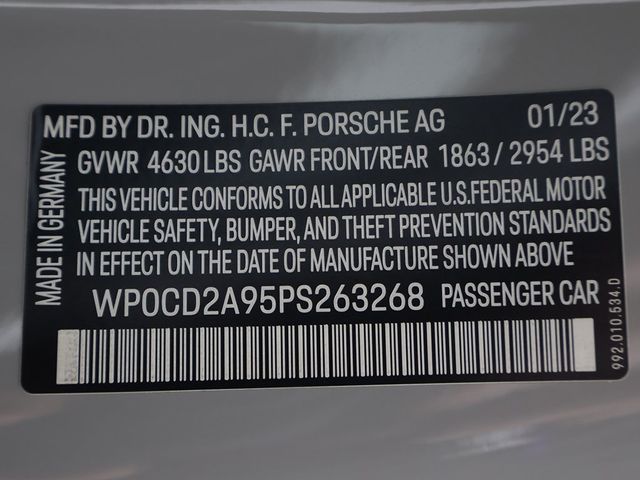 MFD BY DR. ING. H.C. F. PORSCHE AG 01/23
GVWR 4630 LBS GAWR FRONT/REAR 1863 / 2954 LBS
THIS VEHICLE CONFORMS TO ALL APPLICABLE U.S. FEDERAL MOTOR
VEHICLE SAFETY, BUMPER, AND THEFT PREVENTION STANDARDS
IN EFFECT ON THE DATE OF MANUFACTURE SHOWN ABOVE
WP0CD2A95PS263268 PASSENGER CAR
MADE IN GERMANY
992.010.534.D